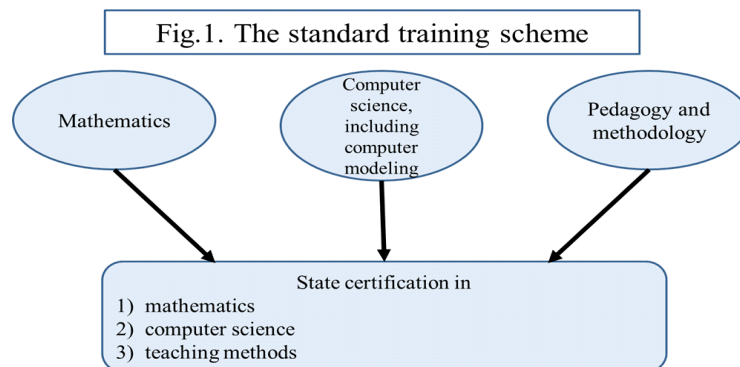 Fig.1. The standard training scheme
Mathematics
Computer
science,
including
computer
modeling
Pedagogy and
methodology
State certification in
1) mathematics
2) computer science
3) teaching methods